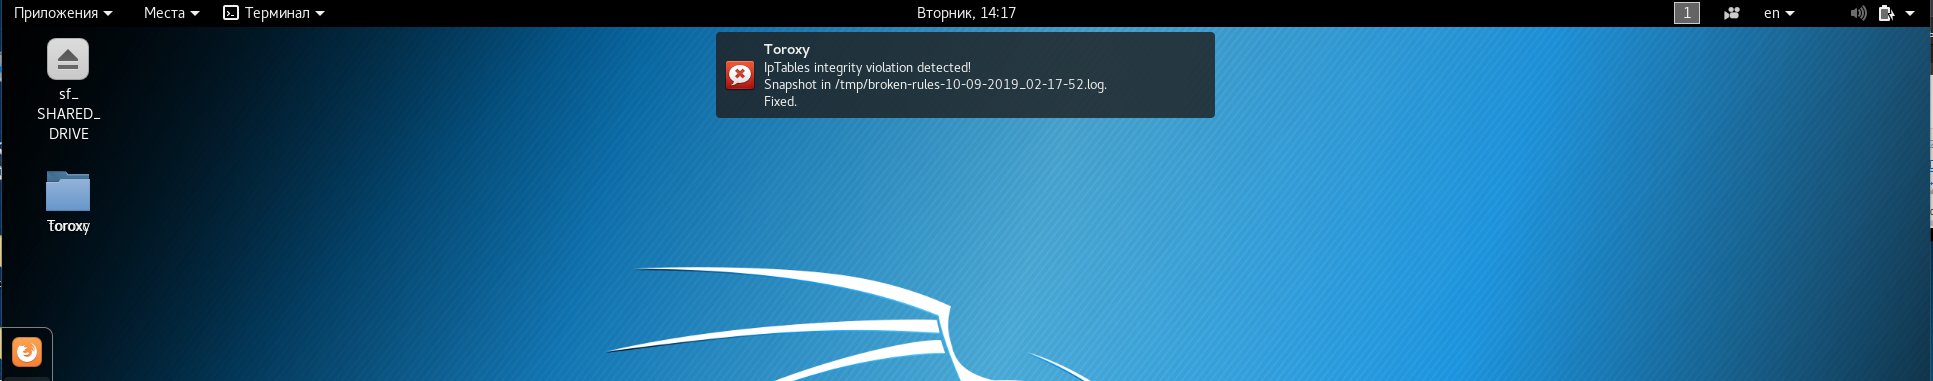 Приложения
Места
Терминал
Вторник, 14:17
1
en
Toroxy
IpTables integrity violation detected!
Snapshot in /tmp/broken-rules-10-09-2019_02-17-52.log.
Fixed.
sf_
SHARED_
DRIVE
Toroxy